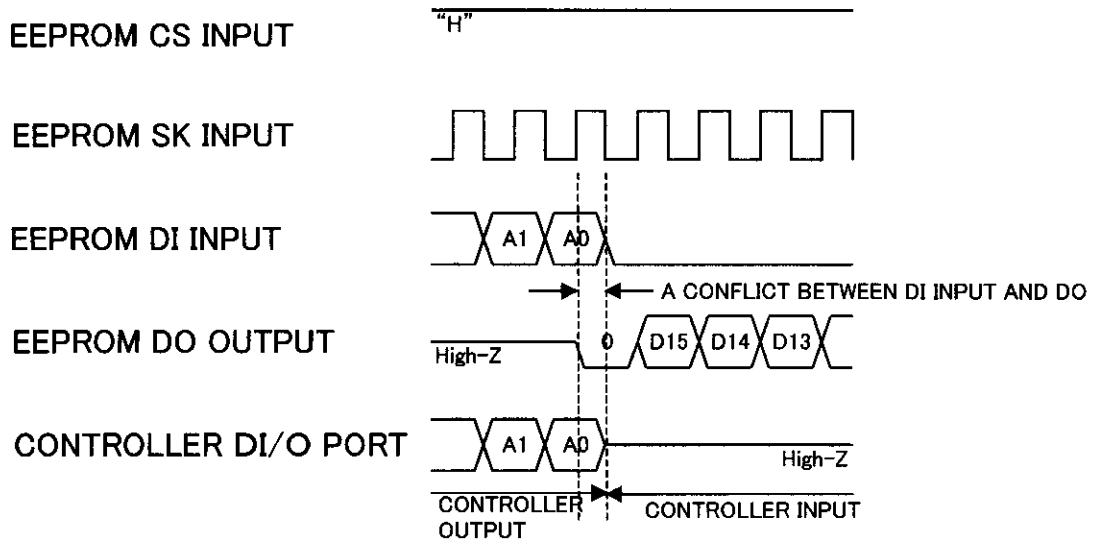 EEPROM CS INPUT
“H”
EEPROM SK INPUT
EEPROM DI INPUT
A1 A0
A CONFLICT BETWEEN DI INPUT AND DO
EEPROM DO OUTPUT
High-Z
0 D15 D14 D13
CONTROLLER DI/O PORT
A1 A0
High-Z
CONTROLLER
OUTPUT
CONTROLLER INPUT